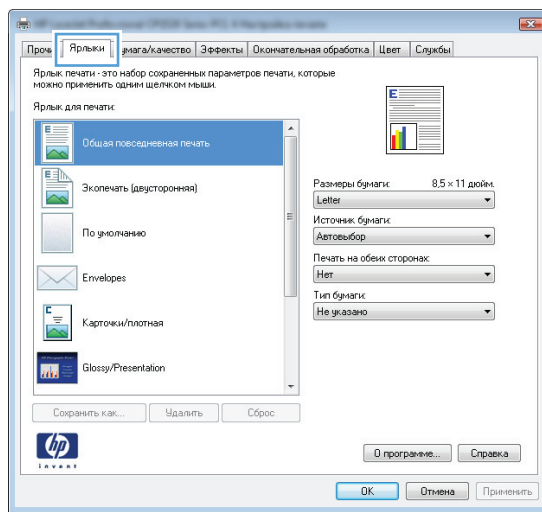 Ярлыки
Эффекты
Окончательная обработка
Цвет
Службы
Ярлык печати - это набор сохраненных параметров печати, которые
можно применить одним щелчком мыши.
Ярлык для печати:
E
E
Общая повседневная печать
E
Экопечать (двусторонняя)
Размеры бумаги:
8,5 × 11 дюйм.
Letter
По умолчанию
Источник бумаги:
Автовыбор
Печать на обеих сторонах:
Envelopes
Нет
Тип бумаги:
C
Карточки/плотная
Не указано
Glossy/Presentation
Сохранить как...
Удалить
Сброс
hp
invent
О программе...
Справка
OK
Отмена
Применить